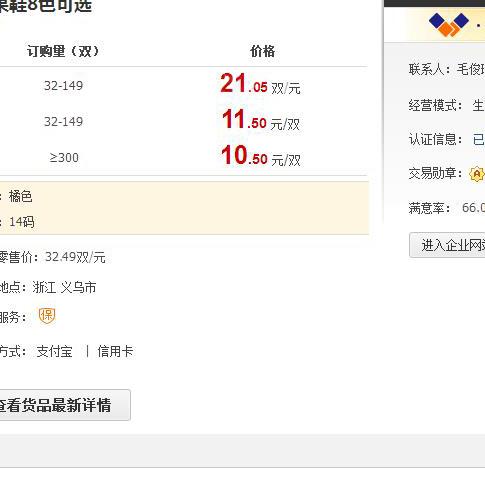 果鞋8色可选
订购量（双） 价格
32-149 21.05 双/元
32-149 11.50 元/双
≥300 10.50 元/双
：橘色
：14码
零售价：32.49双/元
地点：浙江 义乌市
服务：保
方式： 支付宝 | 信用卡
查看货品最新详情
联系人：毛俊
经营模式：生
认证信息：已
交易勋章：
满意率： 66.0
进入企业网站